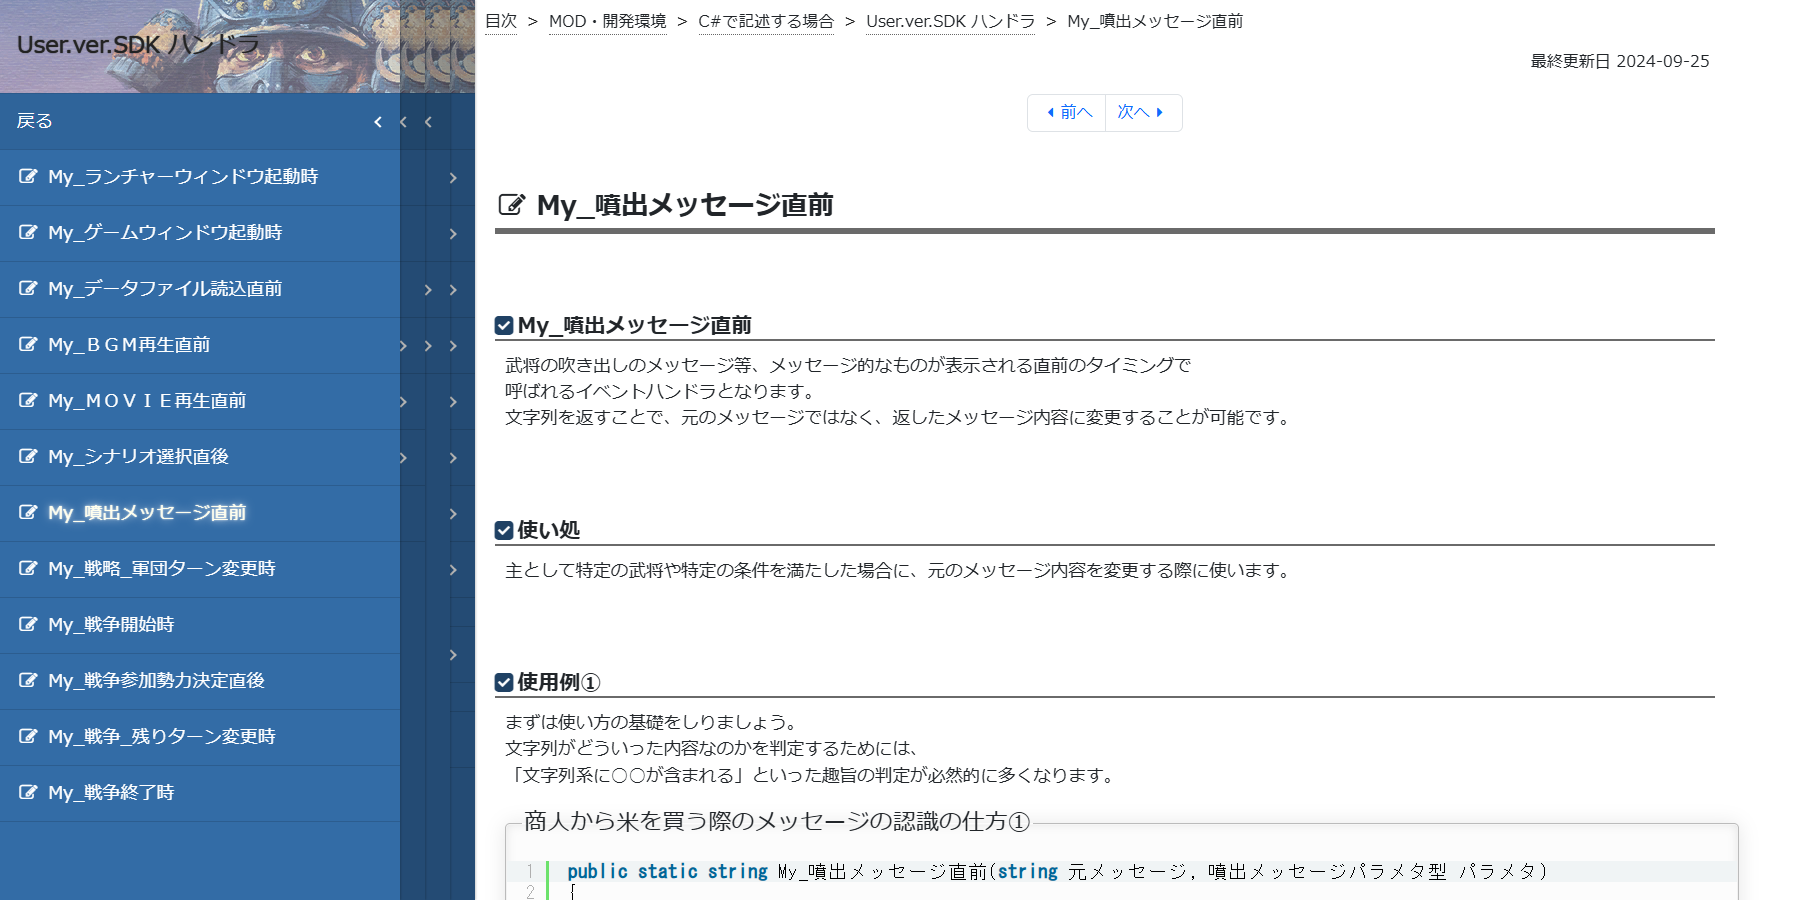 User.ver.SDK ハンドラ
戻る
My_ランチャーウィンドウ起動時
My_ゲームウィンドウ起動時
My_データファイル読込直前
My_ＢＧＭ再生直前
My_ＭＯＶＩＥ再生直前
My_シナリオ選択直後
My_噴出メッセージ直前
My_戦略_軍団ターン変更時
My_戦争開始時
My_戦争参加勢力決定直後
My_戦争_残りターン変更時
My_戦争終了時
目次 > MOD・開発環境 > C#で記述する場合 > User.ver.SDK ハンドラ > My_噴出メッセージ直前
最終更新日 2024-09-25
前へ 次へ
My_噴出メッセージ直前
My_噴出メッセージ直前
武将の吹き出しのメッセージ等、メッセージ的なものが表示される直前のタイミングで
呼ばれるイベントハンドラとなります。
文字列を返すことで、元のメッセージではなく、返したメッセージ内容に変更することが可能です。
使い処
主として特定の武将や特定の条件を満たした場合に、元のメッセージ内容を変更する際に使います。
使用例①
まずは使い方の基礎をしりましょう。
文字列がどういった内容なのかを判定するためには、
「文字列系に○○が含まれる」といった趣旨の判定が必然的に多くなります。
商人から米を買う際のメッセージの認識の仕方①
1 public static string My_噴出メッセージ直前(string 元メッセージ, 噴出メッセージパラメタ型 パラメタ)
2 {